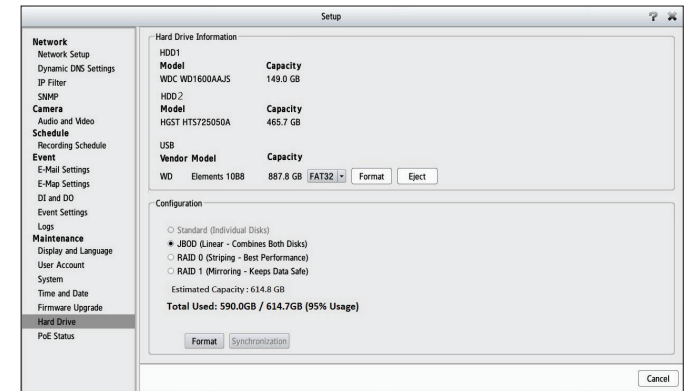 Setup
Network
Network Setup
Dynamic DNS Settings
IP Filter
SNMP
Camera
Audio and Video
Schedule
Recording Schedule
Event
E-Mail Settings
E-Map Settings
DI and DO
Event Settings
Logs
Maintenance
Display and Language
User Account
System
Time and Date
Firmware Upgrade
Hard Drive
PoE Status
Hard Drive Information
HDD1
Model Capacity
WDC WD1600AAJS 149.0 GB
HDD2
Model Capacity
HGST HTS725050A 465.7 GB
USB
Vendor Model Capacity
WD Elements 10B8 887.8 GB FAT32 Format Eject
Configuration
Standard (Individual Disks)
JBOD (Linear - Combines Both Disks)
RAID 0 (Striping - Best Performance)
RAID 1 (Mirroring - Keeps Data Safe)
Estimated Capacity : 614.8 GB
Total Used: 590.0GB / 614.7GB (95% Usage)
Format Synchronization
Cancel